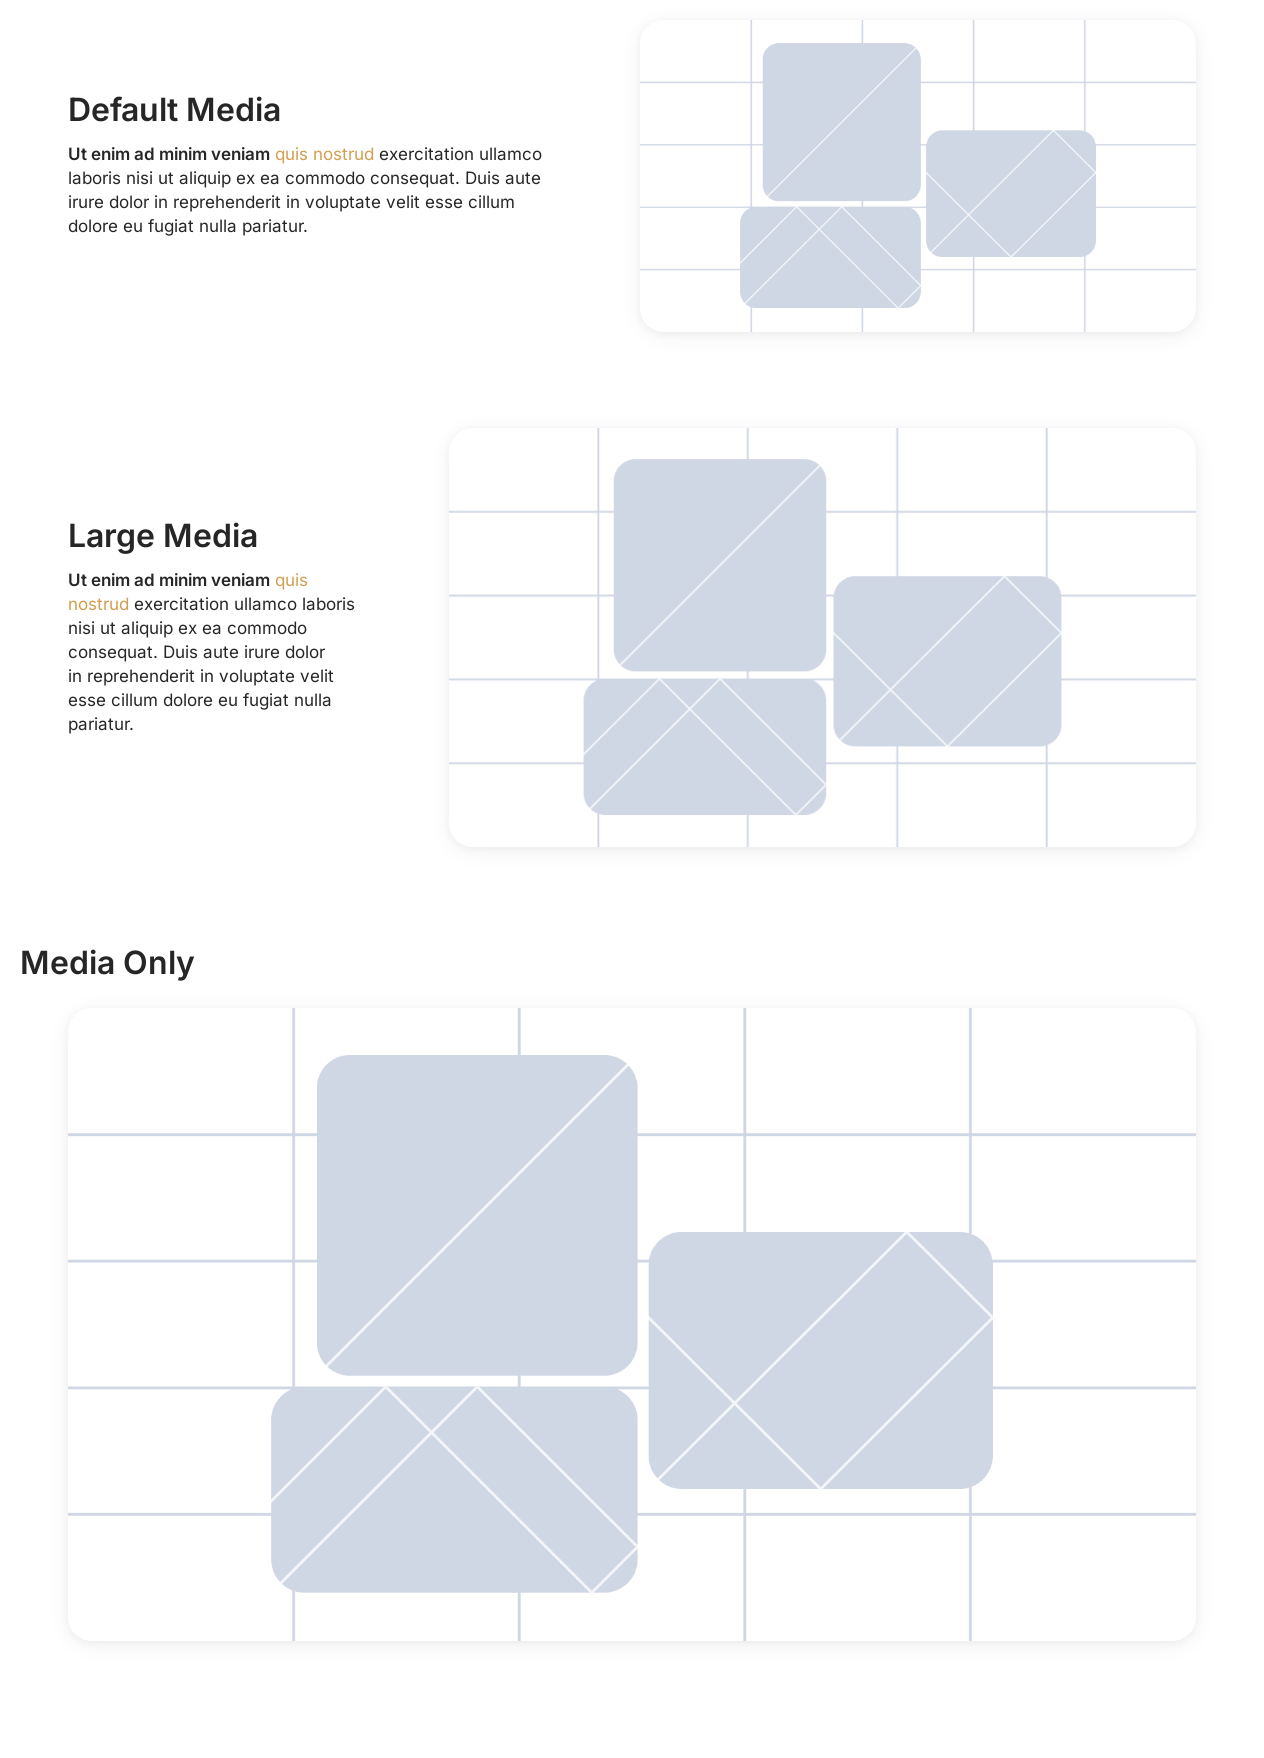 Default Media
Ut enim ad minim veniam quis nostrud exercitation ullamco
laboris nisi ut aliquip ex ea commodo consequat. Duis aute
irure dolor in reprehenderit in voluptate velit esse cillum
dolore eu fugiat nulla pariatur.
Large Media
Ut enim ad minim veniam quis
nostrud exercitation ullamco laboris
nisi ut aliquip ex ea commodo
consequat. Duis aute irure dolor
in reprehenderit in voluptate velit
esse cillum dolore eu fugiat nulla
pariatur.
Media Only